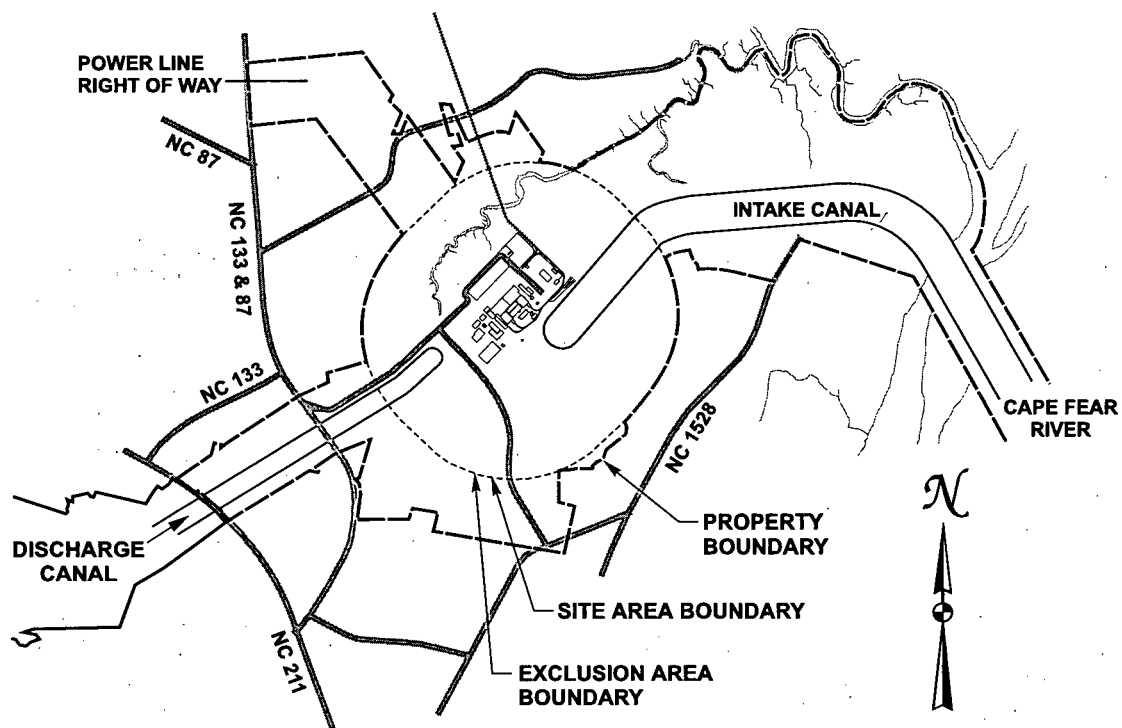 POWER LINE
RIGHT OF WAY
NC 87
NC 133 & 87
INTAKE CANAL
NC 133
CAPE FEAR
RIVER
NC 1528
N
PROPERTY
BOUNDARY
DISCHARGE
CANAL
SITE AREA BOUNDARY
NC 211
EXCLUSION AREA
BOUNDARY